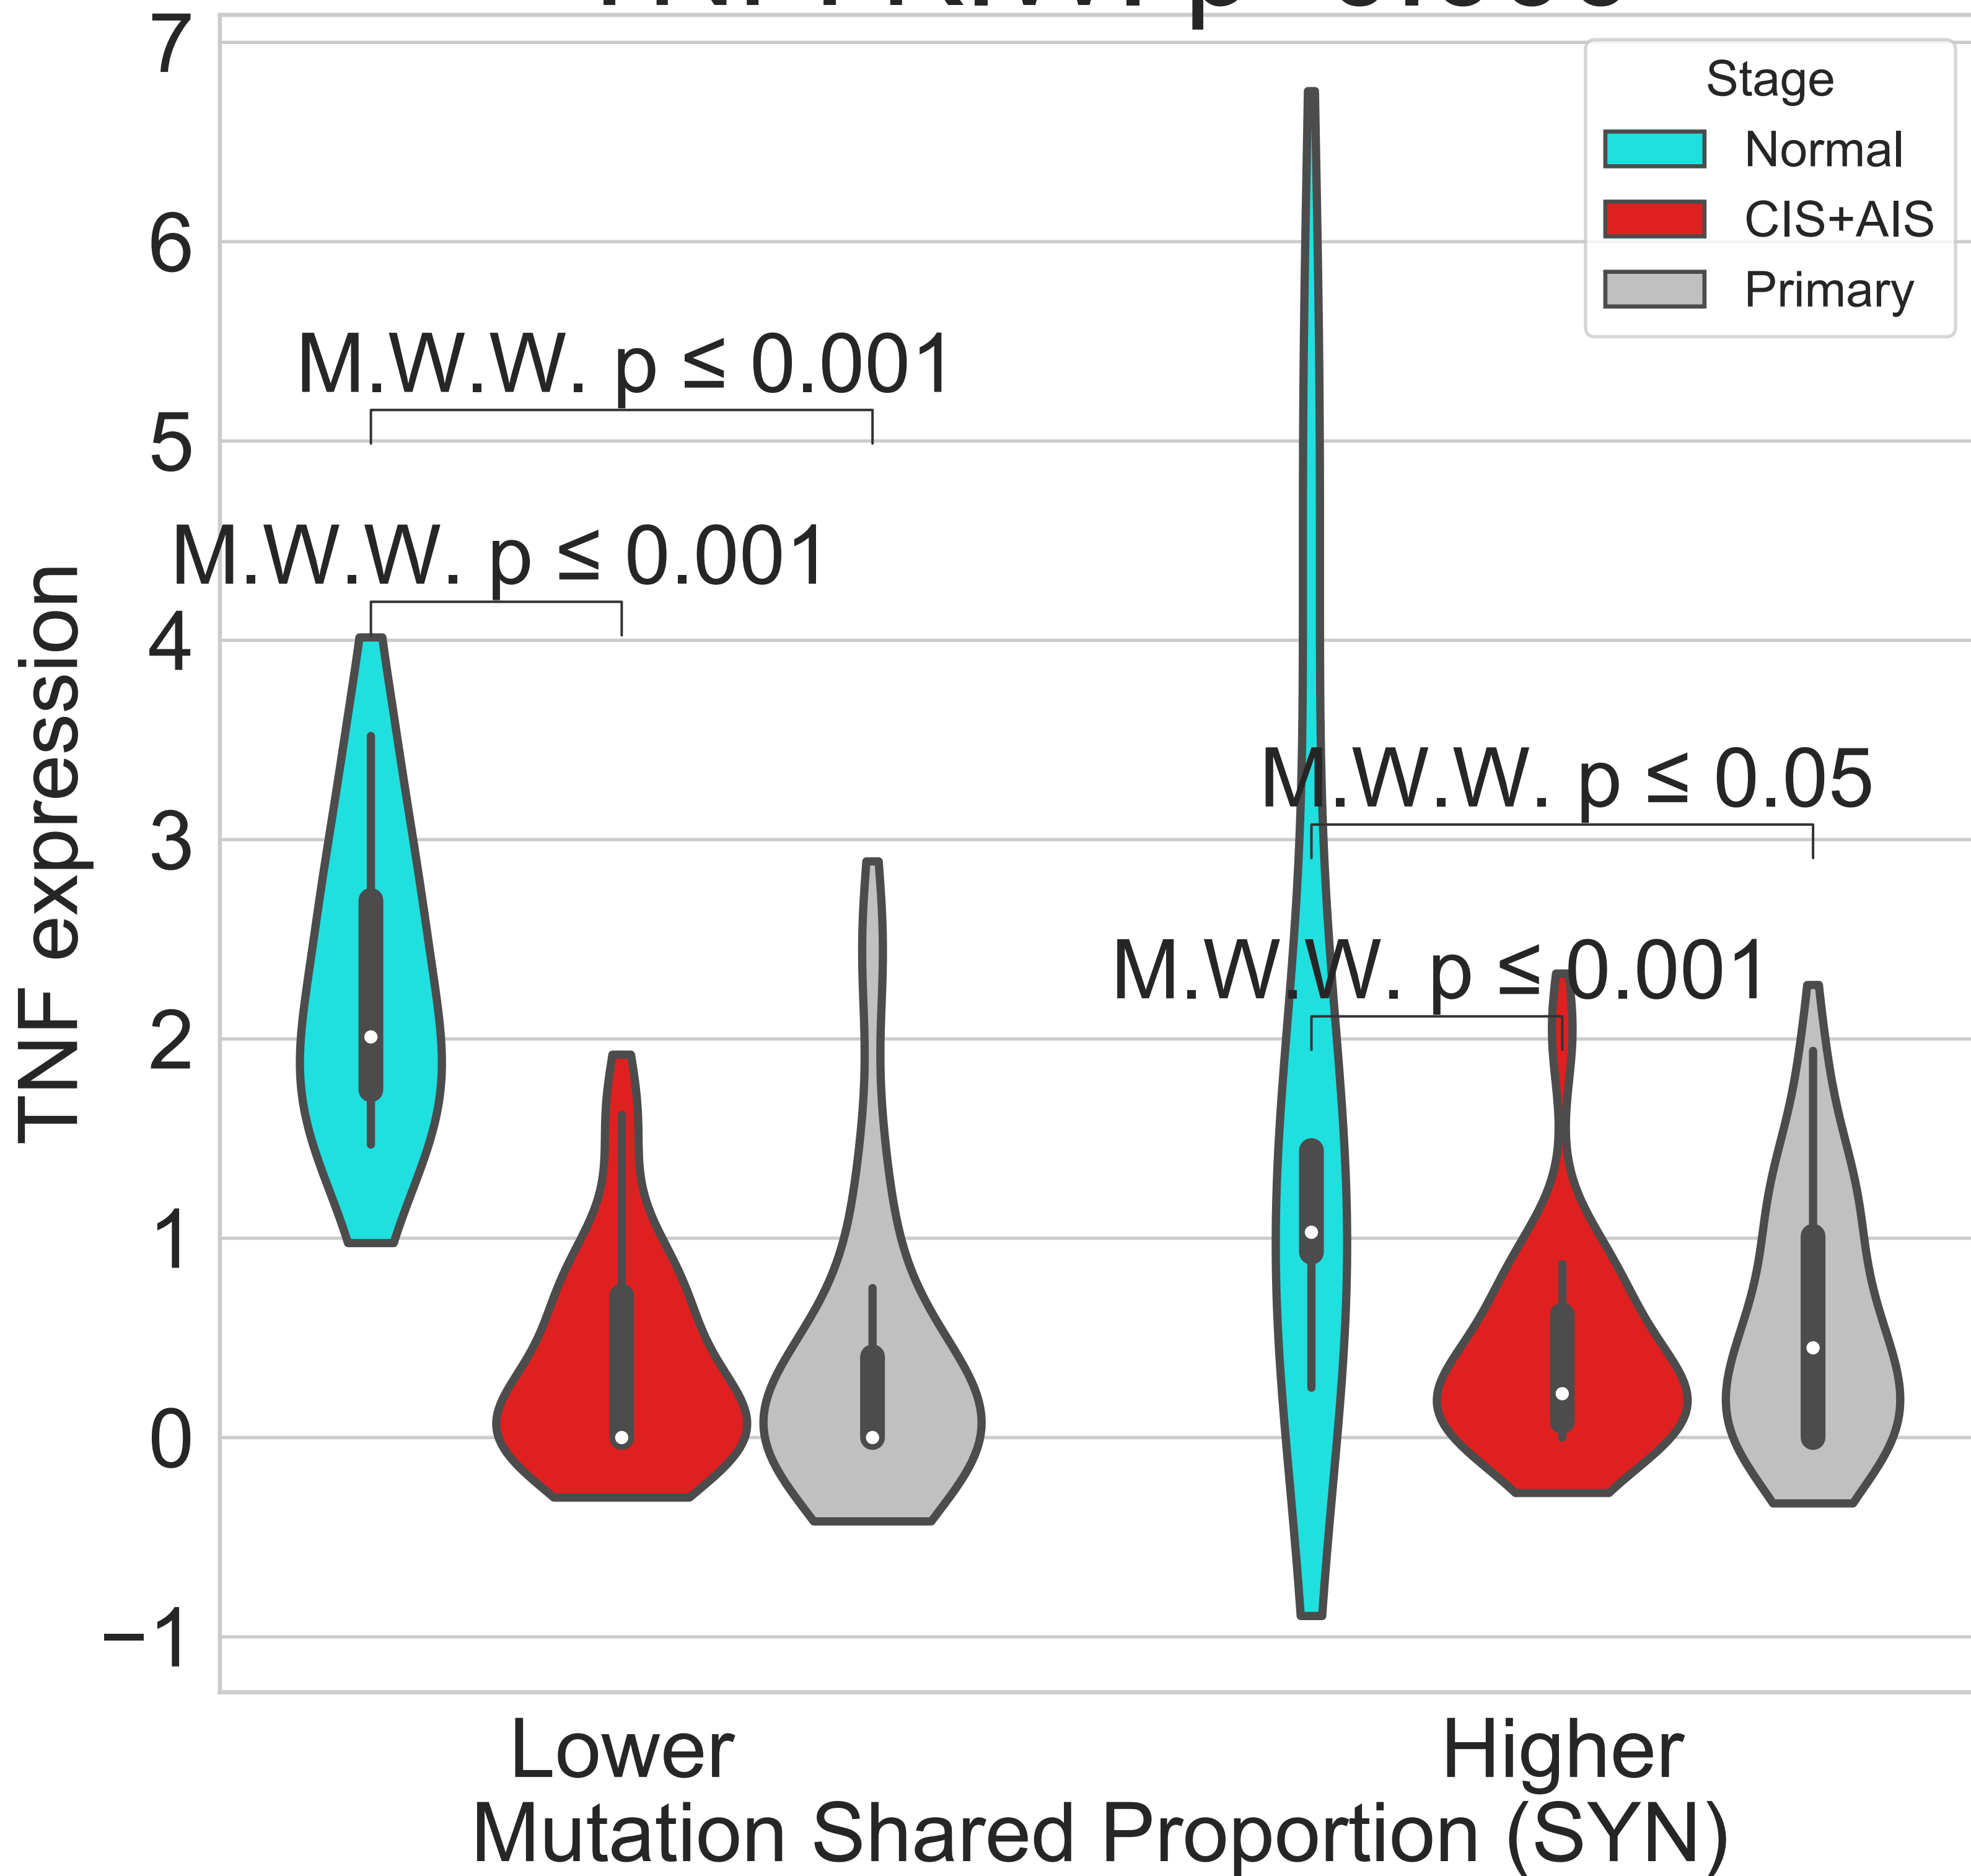 7
6
5
4
3
2
1
0
−1
TNF expression
Stage
Normal
CIS+AIS
Primary
M.W.W. p ≤ 0.001
M.W.W. p ≤ 0.001
M.W.W. p ≤ 0.05
M.W.W. p ≤ 0.001
Lower
Higher
Mutation Shared Proportion (SYN)